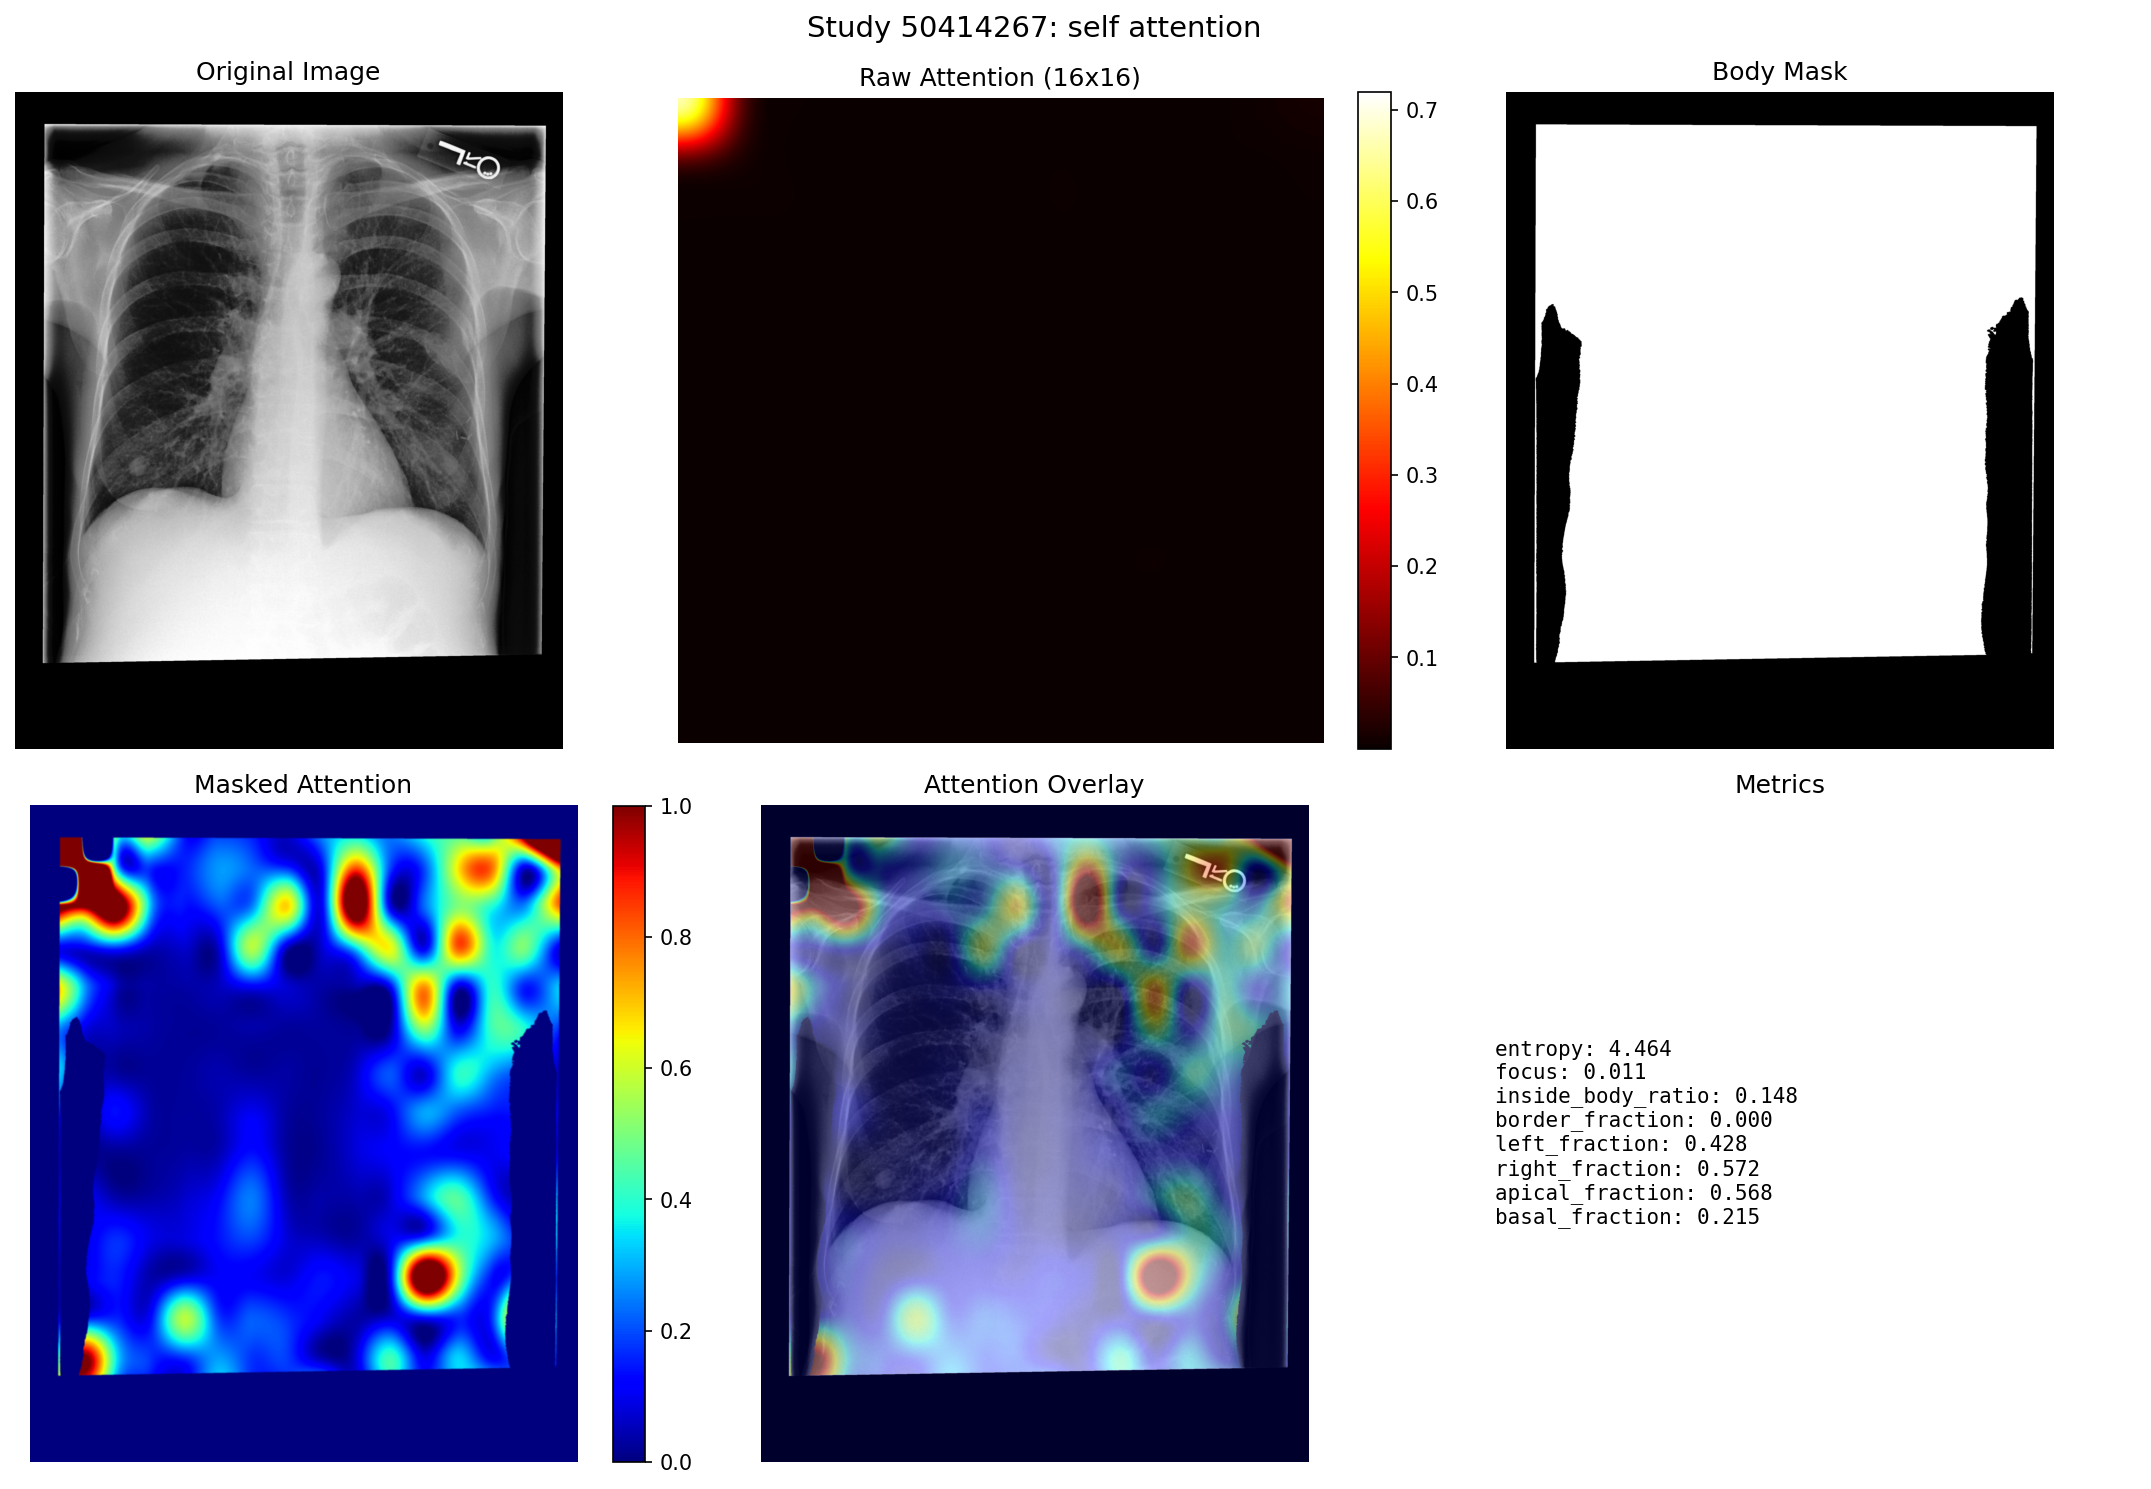 Study 50414267: self attention
Original Image
Raw Attention (16x16)
Body Mask
0.7
0.6
0.5
0.4
0.3
0.2
0.1
Masked Attention
Attention Overlay
Metrics
1.0
0.8
0.6
0.4
0.2
0.0
entropy: 4.464
focus: 0.011
inside_body_ratio: 0.148
border_fraction: 0.000
left_fraction: 0.428
right_fraction: 0.572
apical_fraction: 0.568
basal_fraction: 0.215